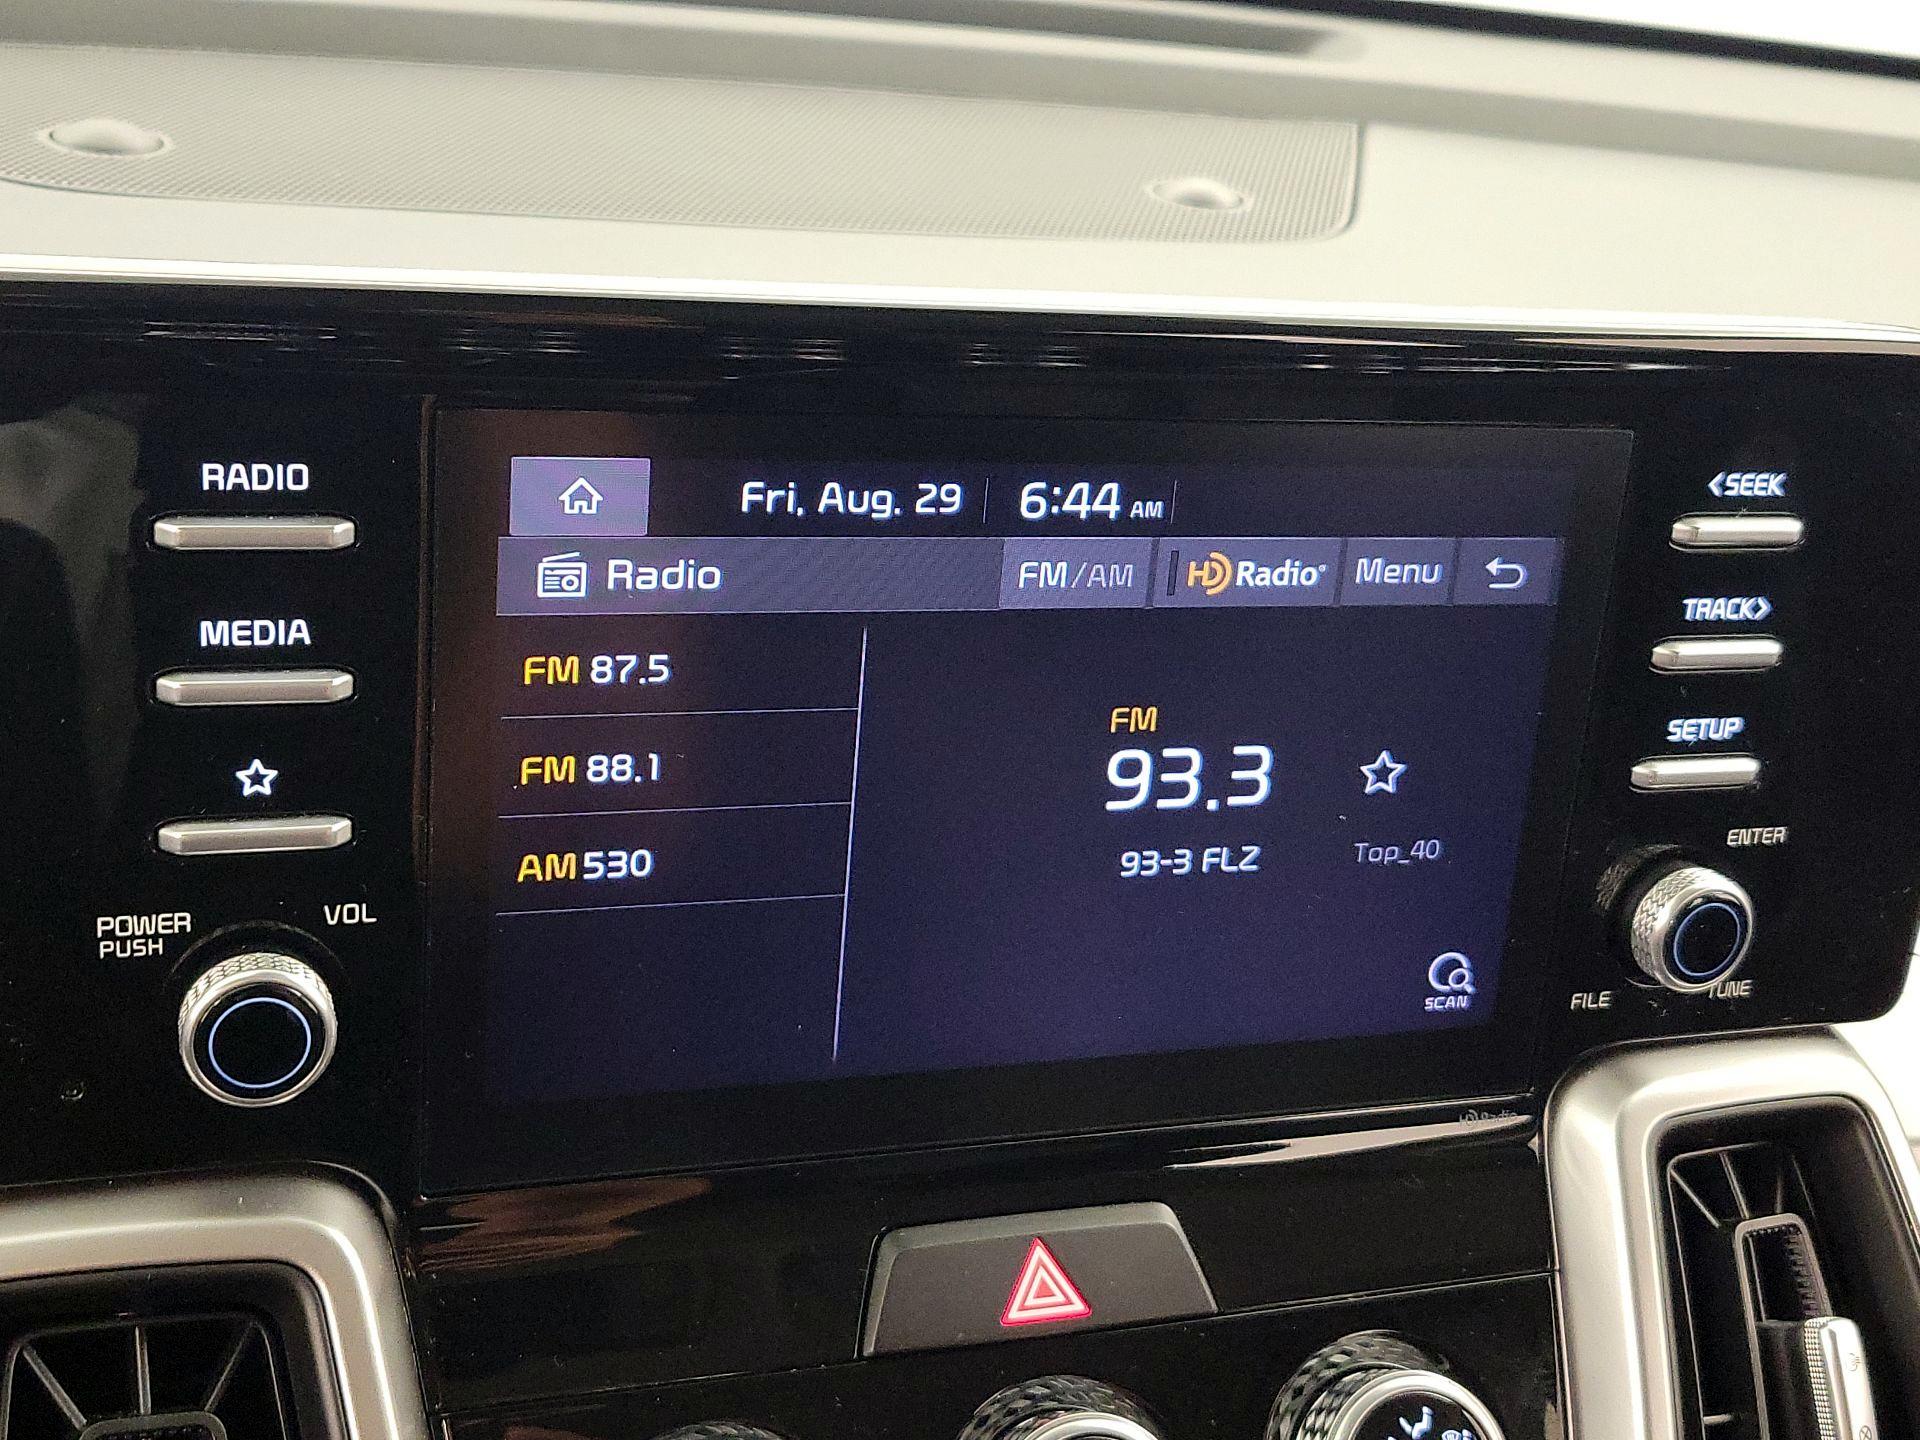 RADIO
MEDIA
POWER
PUSH
VOL
Fri, Aug. 29 6:44 AM
Radio FM/AM HD Radio® Menu
FM 87.5
FM 88.1
AM 530
FM
93.3
93-3 FLZ
Top_40
SCAN
HD Radio
<SEEK
TRACK>
SETUP
ENTER
FILE
TUNE